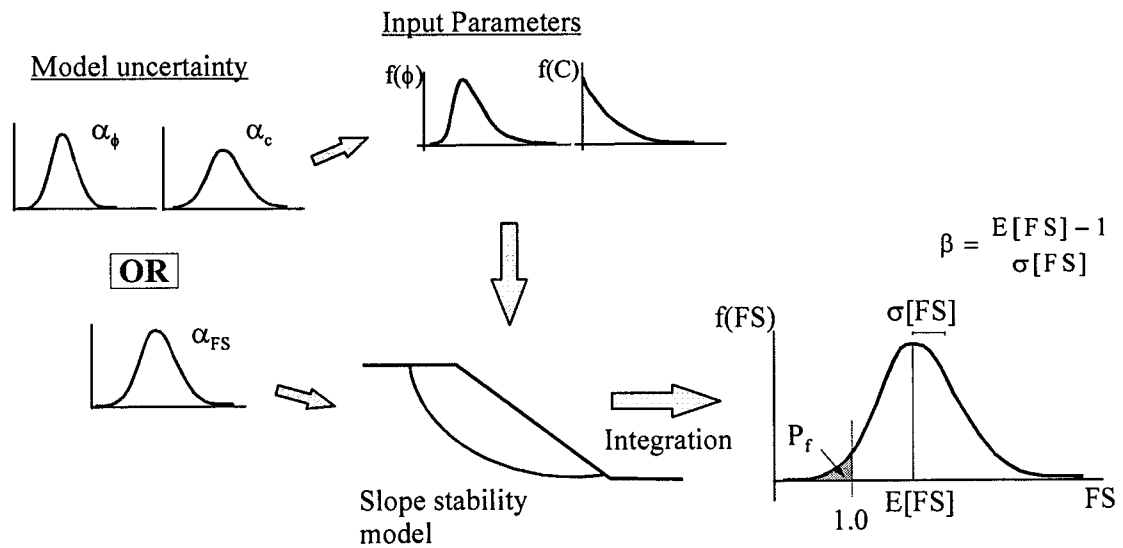 Input Parameters
Model uncertainty
f(ϕ)
f(C)
α_ϕ
α_c
OR
α_FS
β = E[FS] − 1 / σ[FS]
f(FS)
σ[FS]
P_f
Integration
1.0
E[FS]
FS
Slope stability
model